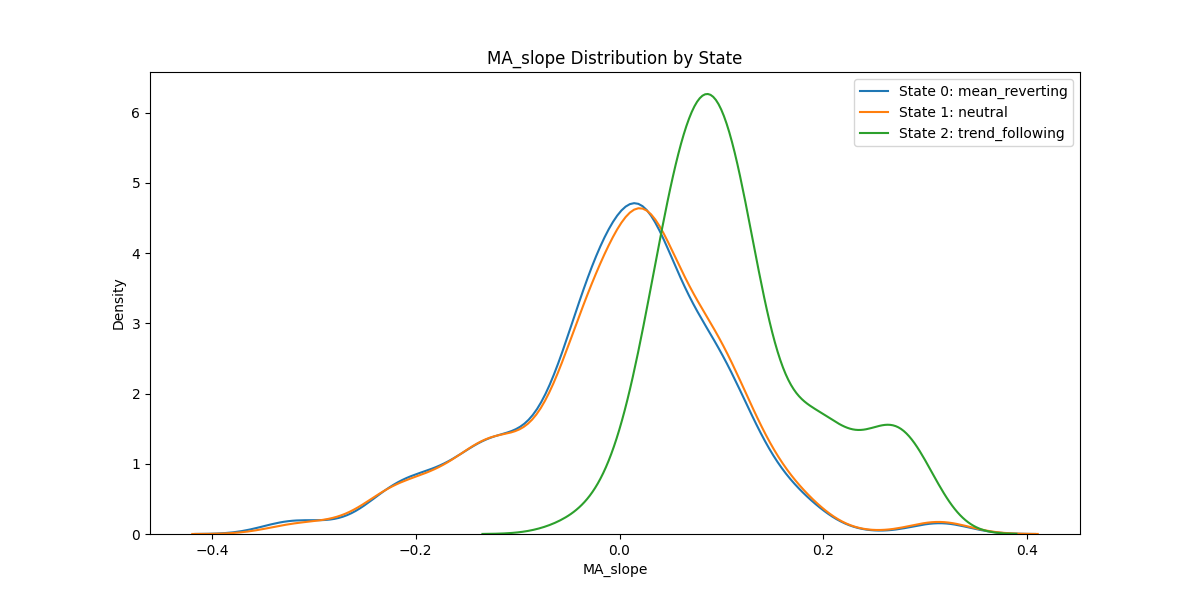 MA_slope Distribution by State
State 0: mean_reverting
State 1: neutral
State 2: trend_following
Density
6
5
4
3
2
1
0
−0.4
−0.2
0.0
0.2
0.4
MA_slope